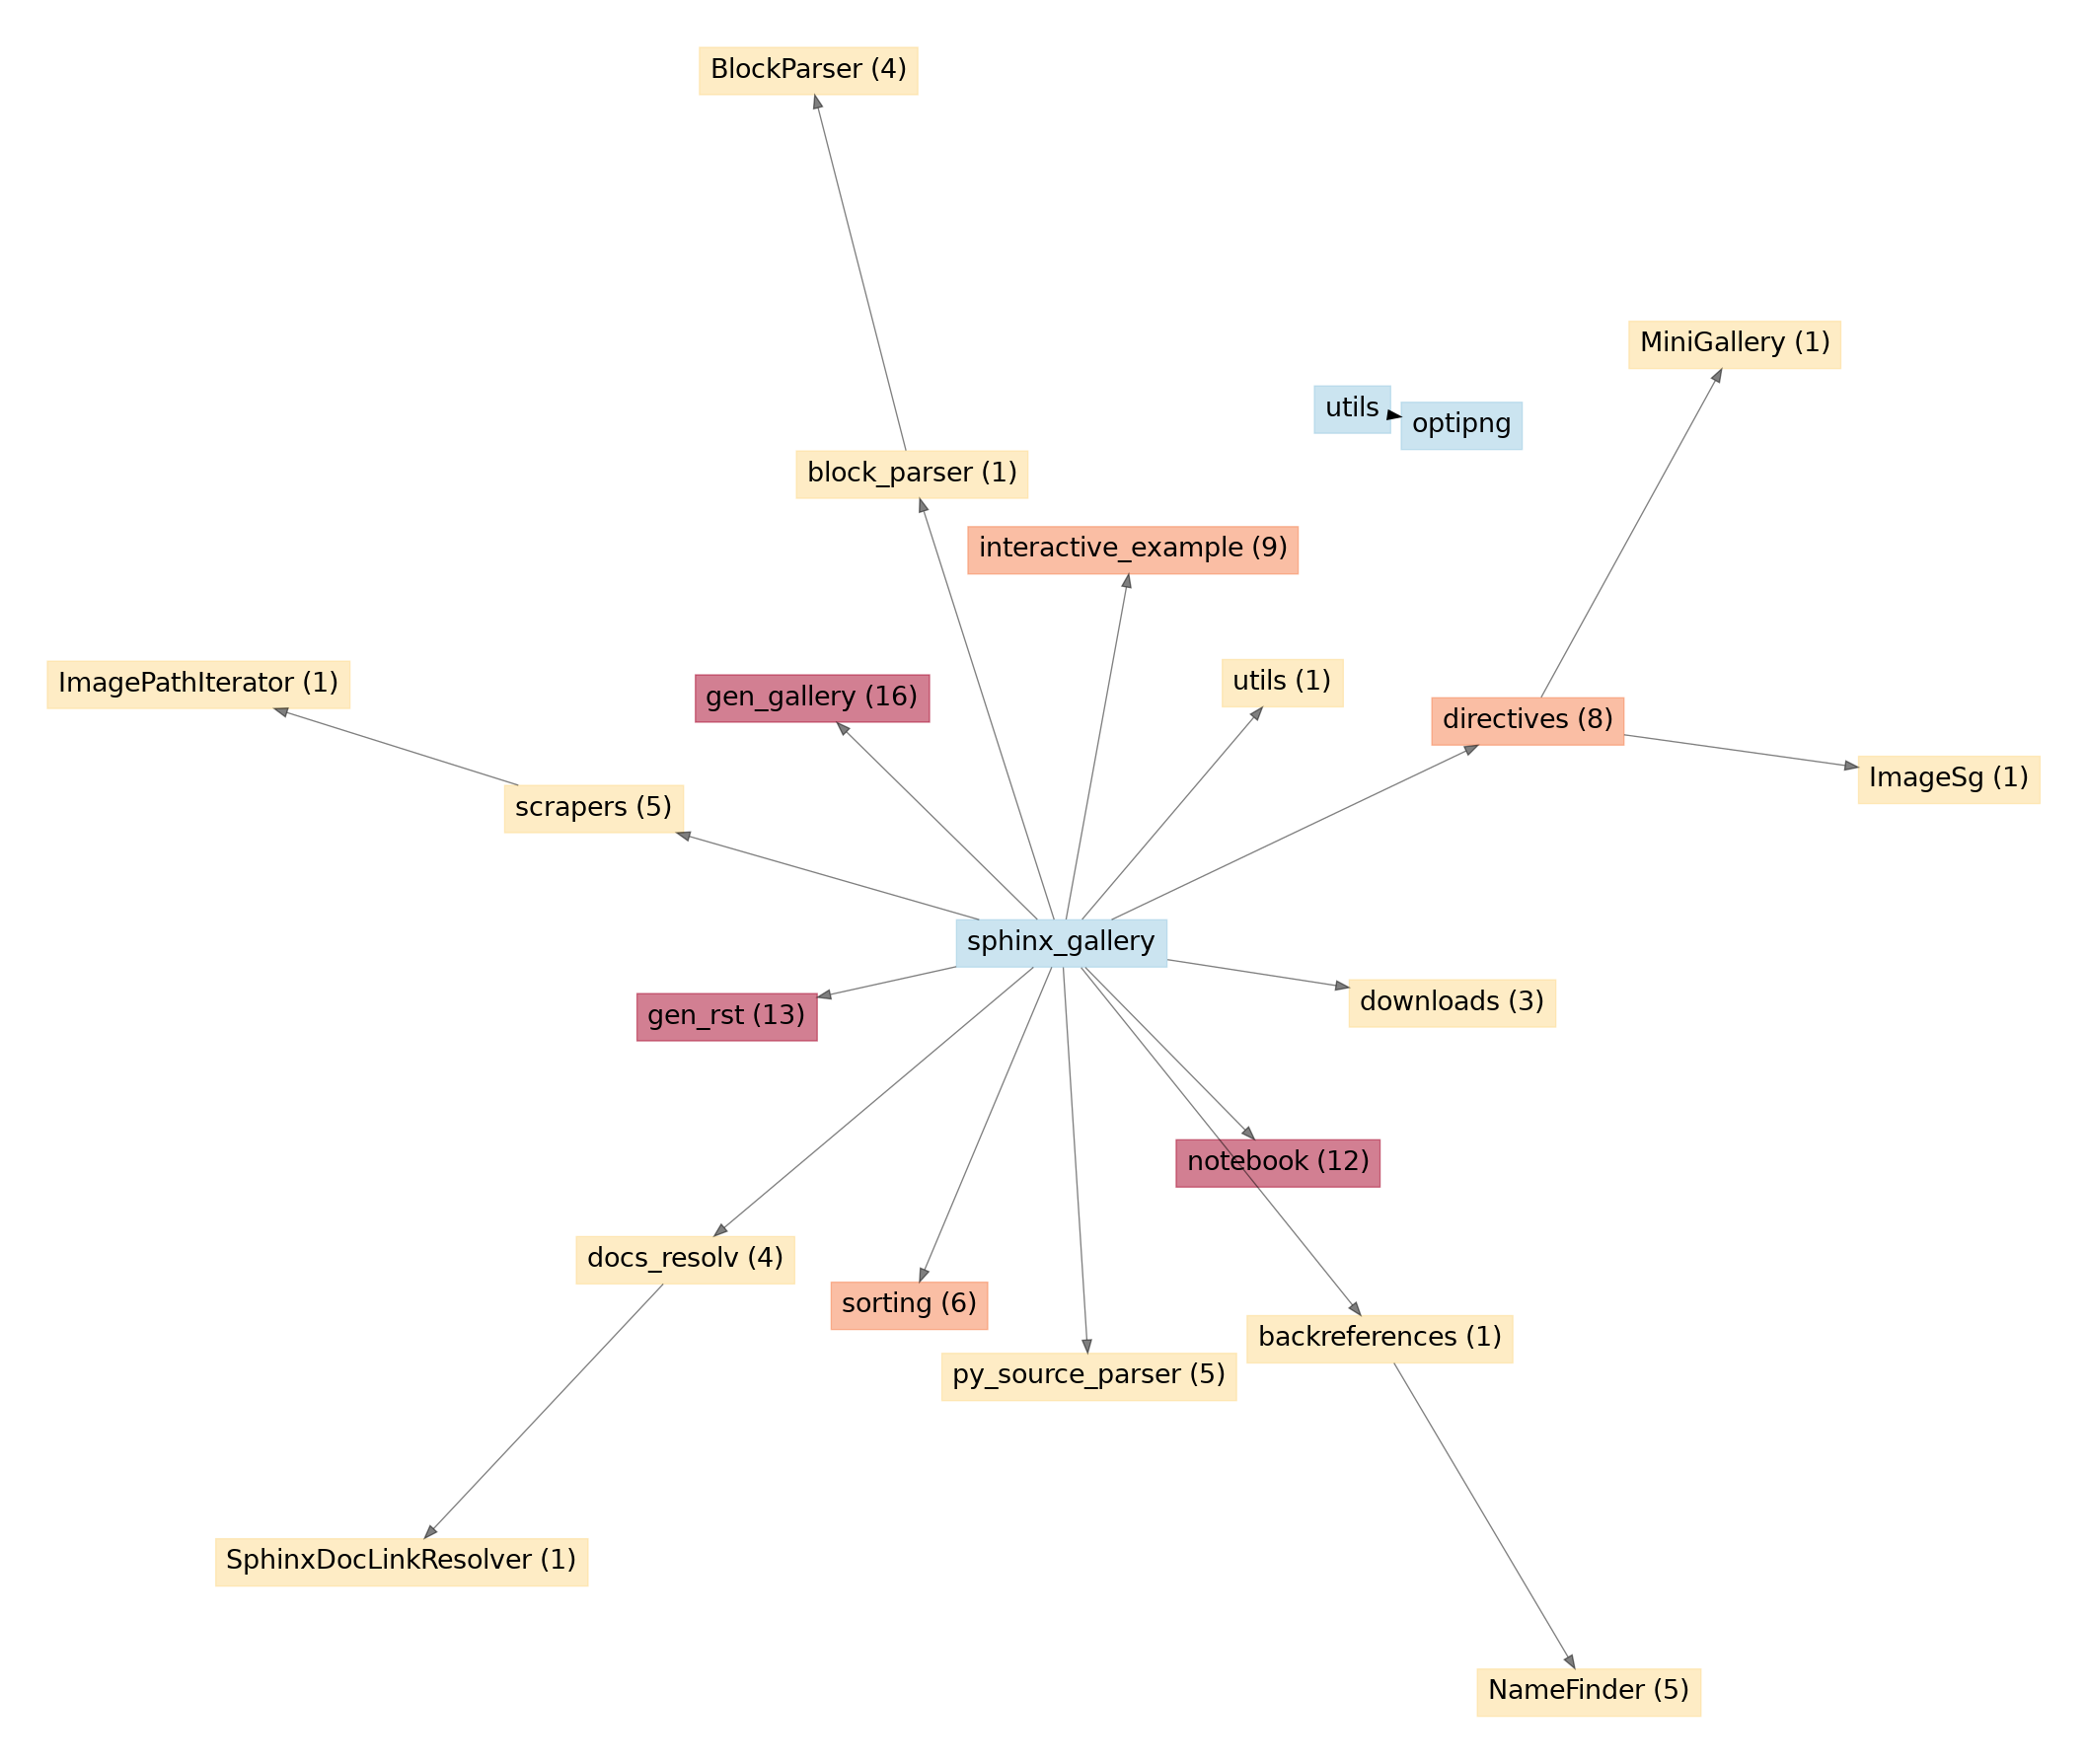 BlockParser (4)
MiniGallery (1)
utils
optipng
block_parser (1)
interactive_example (9)
ImagePathIterator (1)
gen_gallery (16)
utils (1)
directives (8)
ImageSg (1)
scrapers (5)
sphinx_gallery
gen_rst (13)
downloads (3)
notebook (12)
docs_resolv (4)
sorting (6)
backreferences (1)
py_source_parser (5)
SphinxDocLinkResolver (1)
NameFinder (5)